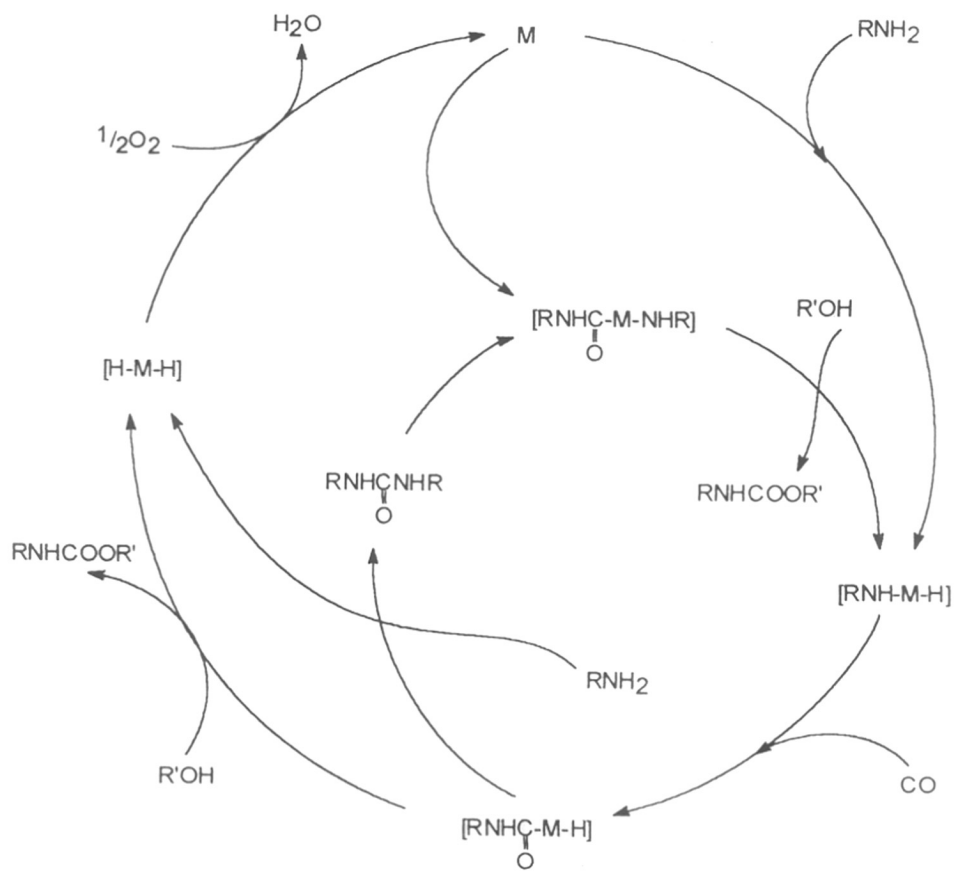 H2O
M
RNH2
1/2O2
[RNHC-M-NHR]
O
R'OH
[H-M-H]
RNHCNHR
O
RNHCOOR'
RNHCOOR'
[RNH-M-H]
RNH2
R'OH
CO
[RNHC-M-H]
O